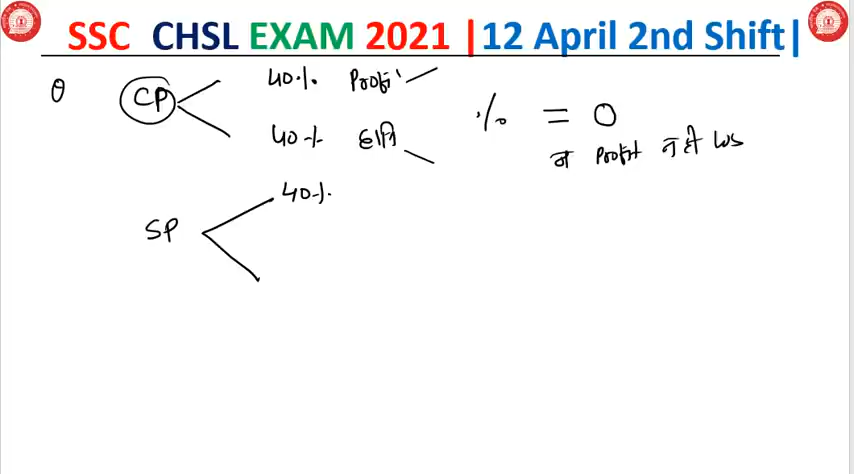 SSC CHSL EXAM 2021 |12 April 2nd Shift|
θ CP 40% Profit
40% हानि
% = 0
न Profit न ही loss
SP 40%